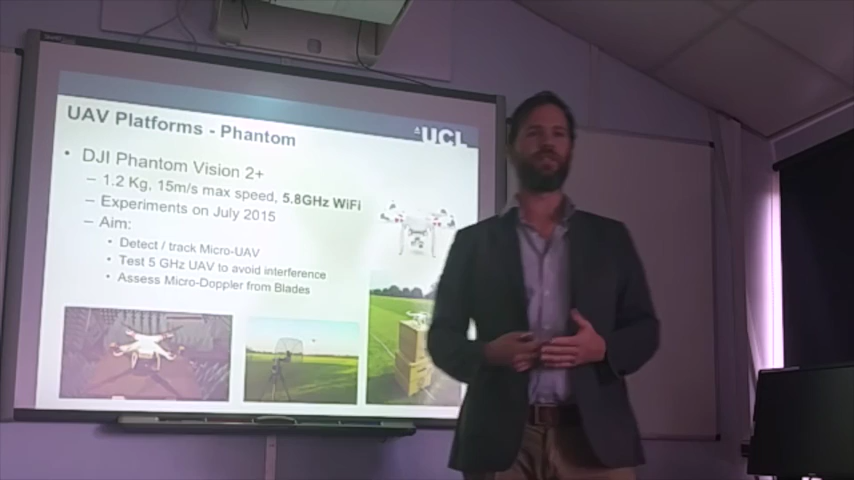 UAV Platforms - Phantom
UCL
• DJI Phantom Vision 2+
– 1.2 Kg, 15m/s max speed, 5.8GHz WiFi
– Experiments on July 2015
– Aim:
• Detect / track Micro-UAV
• Test 5 GHz UAV to avoid interference
• Assess Micro-Doppler from Blades